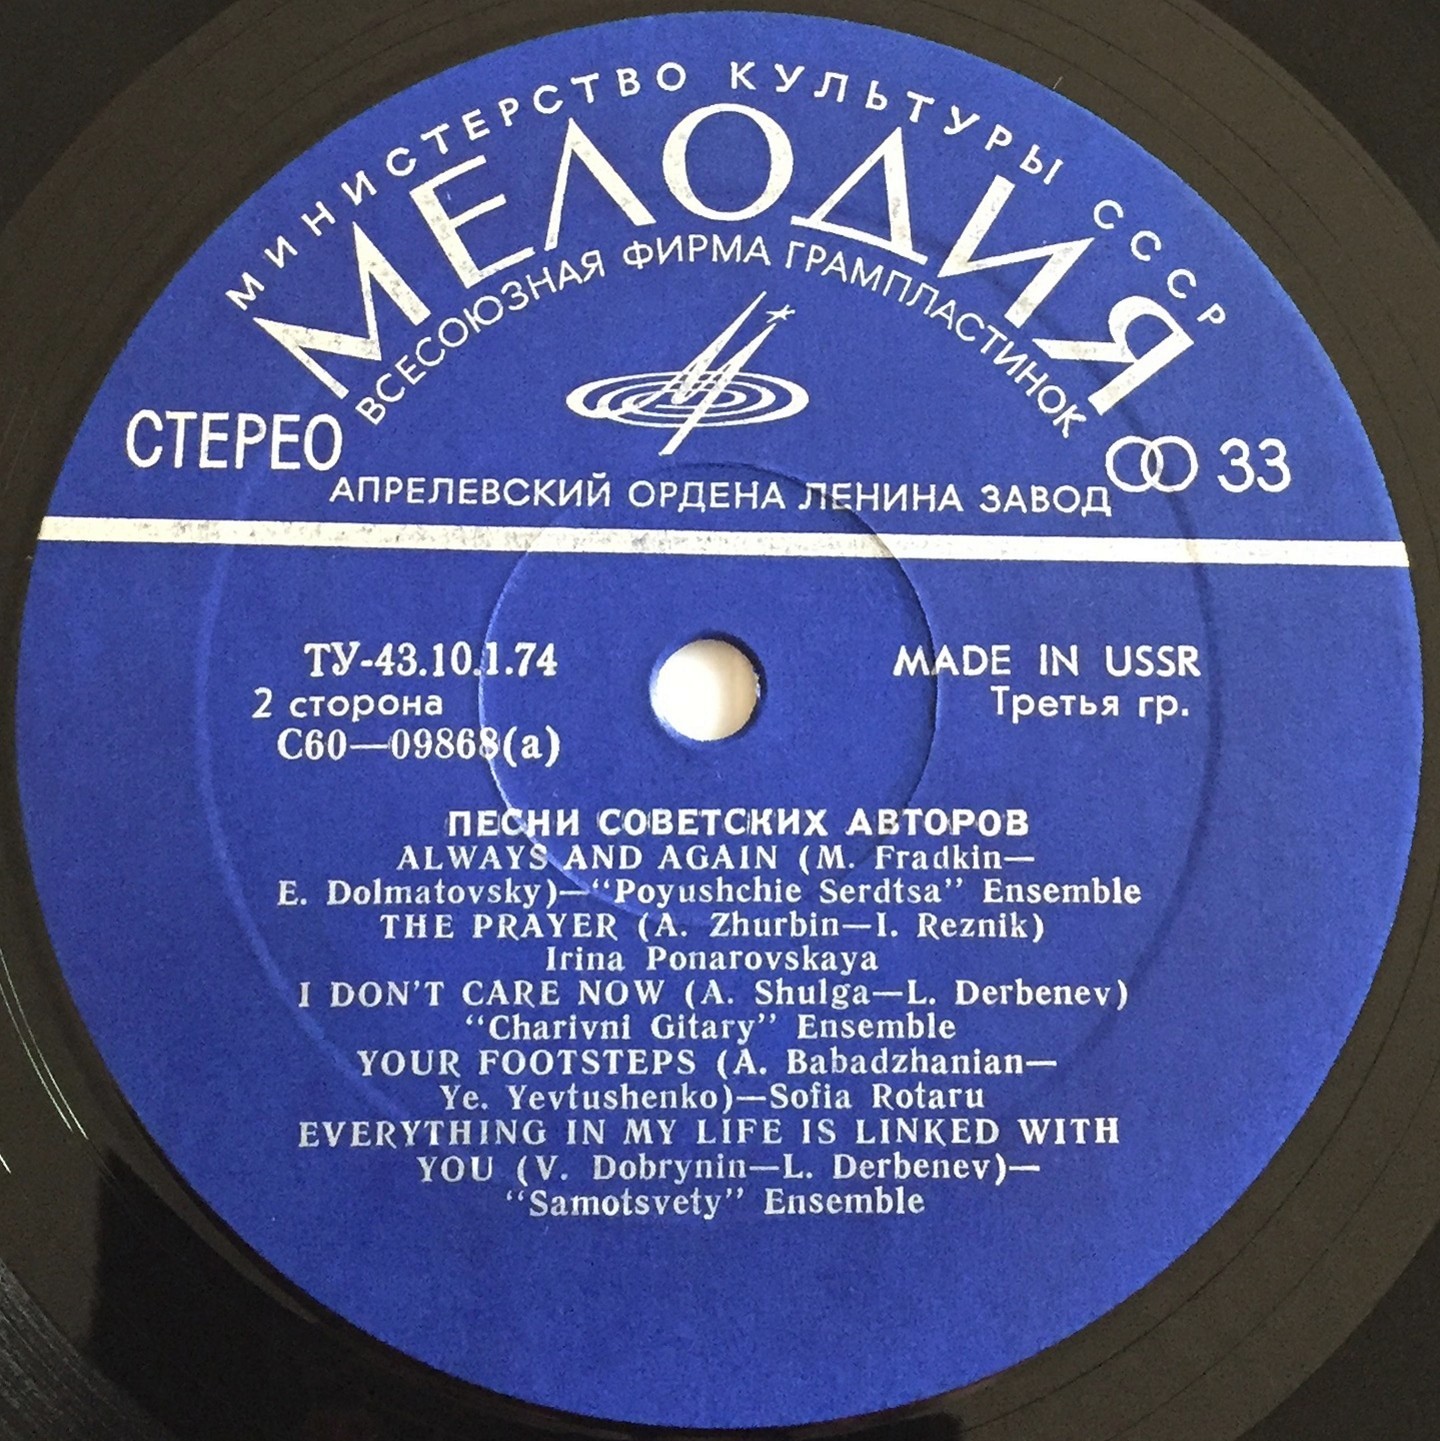 МИНИСТЕРСТВО КУЛЬТУРЫ СССР
МЕЛОДИЯ
ВСЕСОЮЗНАЯ ФИРМА ГРАМПЛАСТИНОК
СТЕРЕО
33
АПРЕЛЕВСКИЙ ОРДЕНА ЛЕНИНА ЗАВОД
ТУ-43.10.1.74
2 сторона
С60—09868(а)
MADE IN USSR
Третья гр.
ПЕСНИ СОВЕТСКИХ АВТОРОВ
ALWAYS AND AGAIN (M. Fradkin—
E. Dolmatovsky)—“Poyushchie Serdtsa” Ensemble
THE PRAYER (A. Zhurbin—I. Reznik)
Irina Ponarovskaya
I DON'T CARE NOW (A. Shulga—L. Derbenev)
“Charivni Gitary” Ensemble
YOUR FOOTSTEPS (A. Babadzhanian—
Ye. Yevtushenko)—Sofia Rotaru
EVERYTHING IN MY LIFE IS LINKED WITH
YOU (V. Dobrynin—L. Derbenev)—
“Samotsvety” Ensemble